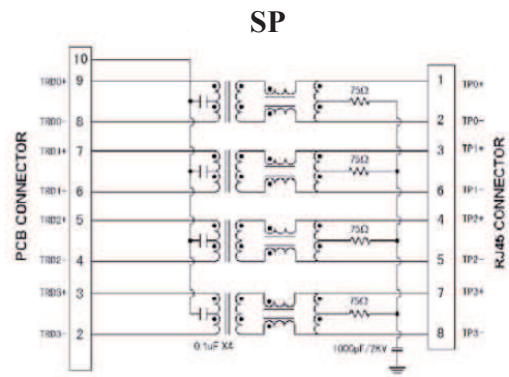 SP
PCB CONNECTOR
10
TRD0+ 9
TRD0- 8
TRD1+ 7
TRD1- 6
TRD2+ 5
TRD2- 4
TRD3+ 3
TRD3- 2
0.1uF X4
75Ω
75Ω
75Ω
75Ω
1000pF/2KV
1 TP0+
2 TP0-
3 TP1+
6 TP1-
4 TP2+
5 TP2-
7 TP3+
8 TP3-
RJ45 CONNECTOR